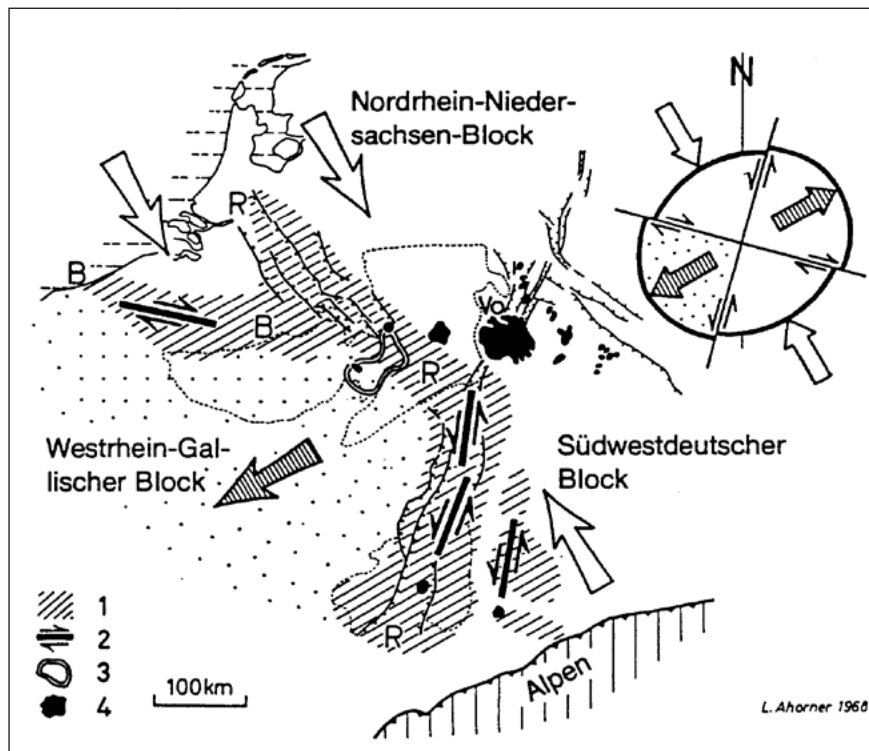 N
Nordrhein-Nieder-
sachsen-Block
R
B
B
Vo
R
Westrhein-Gal-
lischer Block
Südwestdeutscher
Block
R
1
2
3
4
100km
Alpen
L. Ahorner 1968